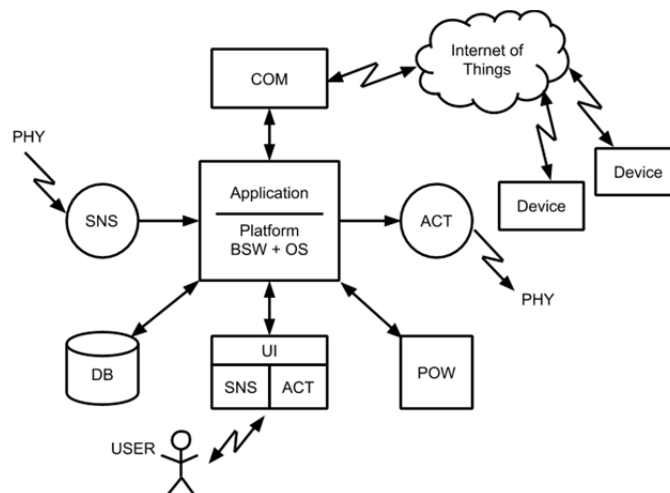 Internet of
Things
COM
PHY
Device
Application
Device
SNS
Platform
BSW + OS
ACT
PHY
UI
DB
SNS
ACT
POW
USER